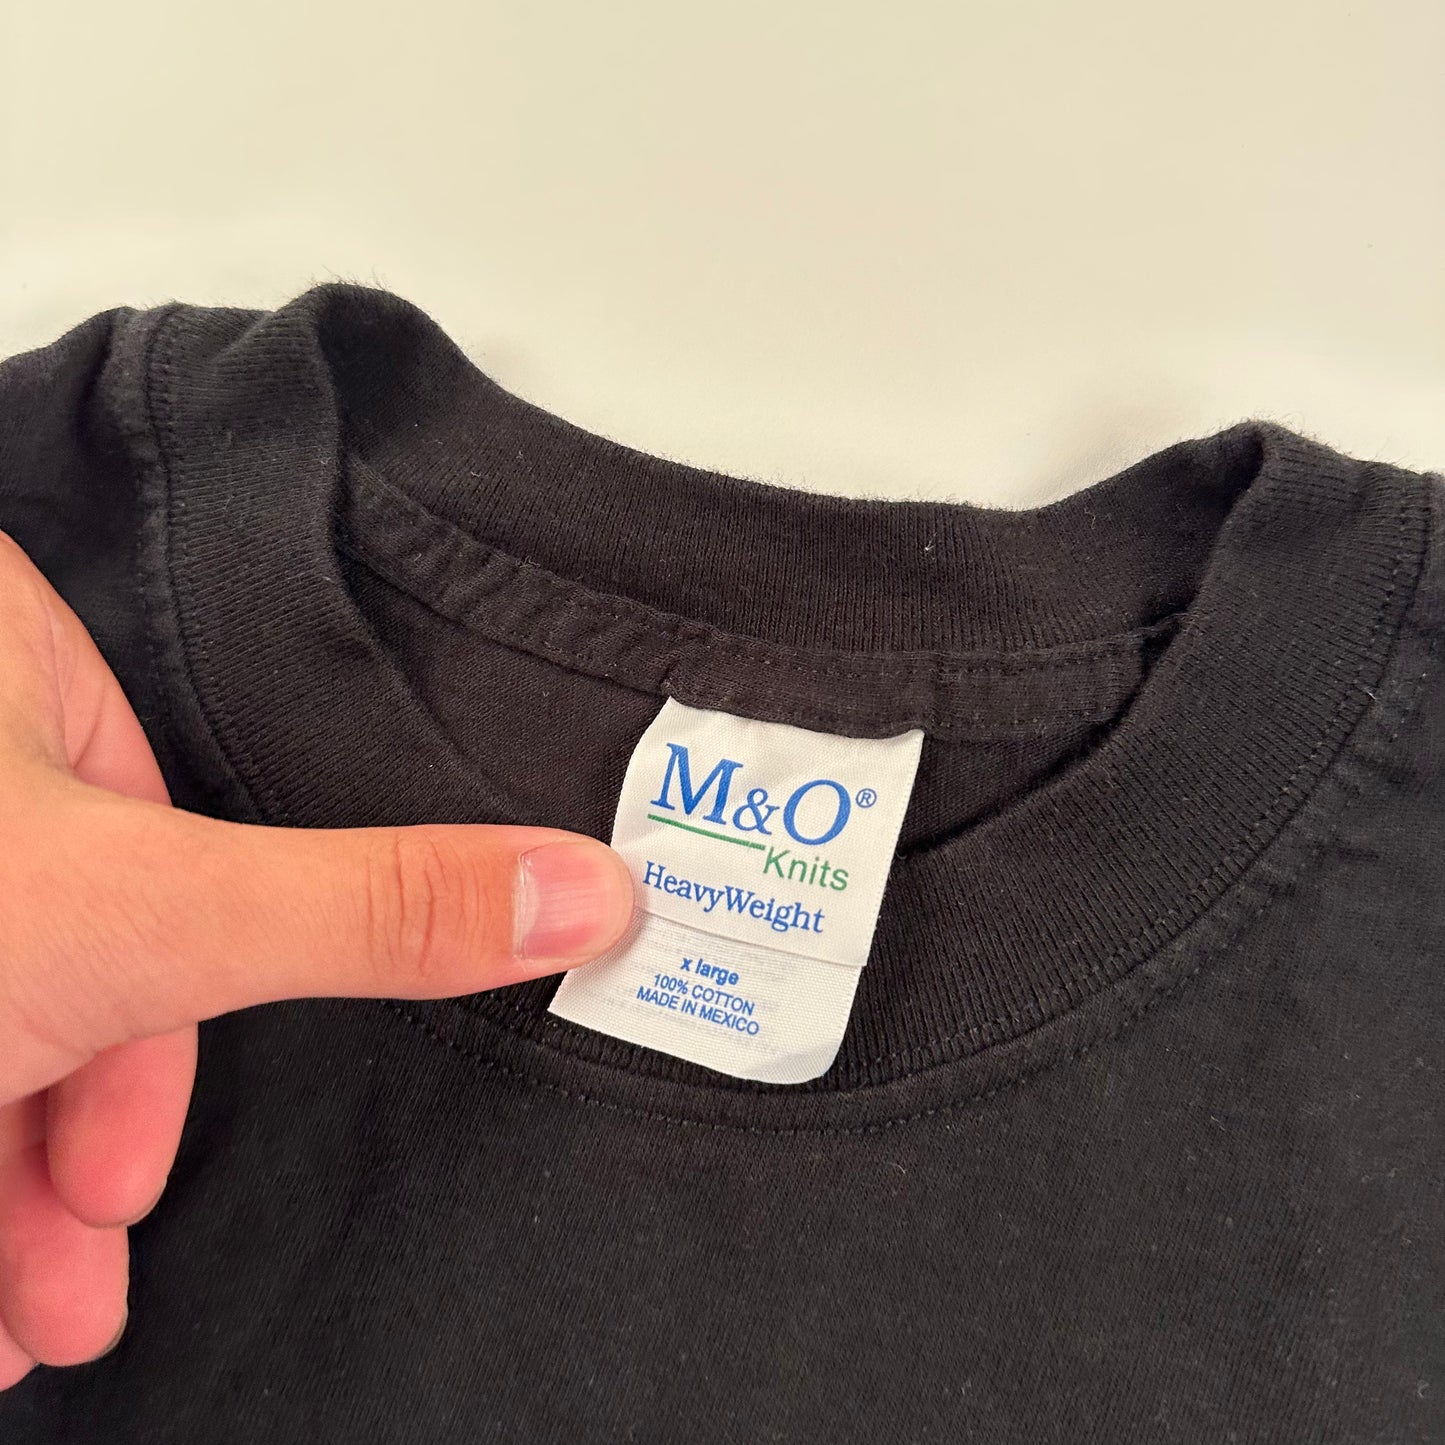 M&O®
Knits
HeavyWeight
x large
100% COTTON
MADE IN MEXICO